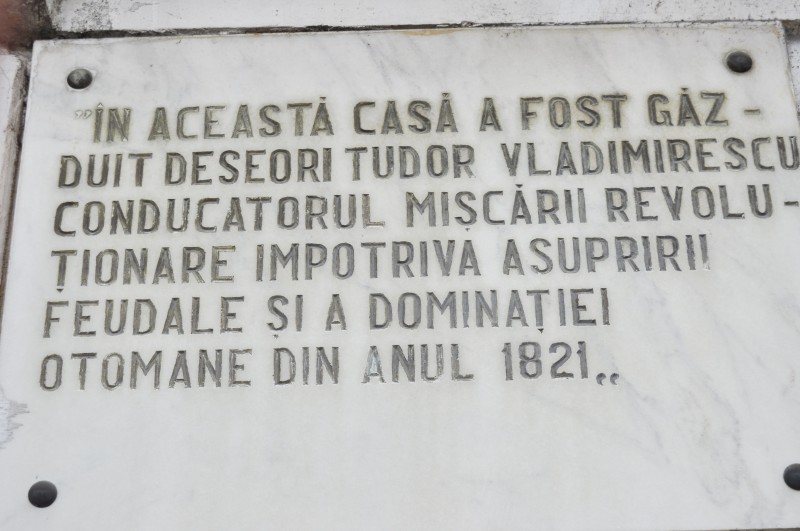 "ÎN ACEASTĂ CASĂ A FOST GĂZ-
DUIT DESEORI TUDOR VLADIMIRESCU
CONDUCATORUL MIȘCĂRII REVOLU-
ȚIONARE IMPOTRIVA ASUPRIRII
FEUDALE ȘI A DOMINAȚIEI
OTOMANE DIN ANUL 1821„